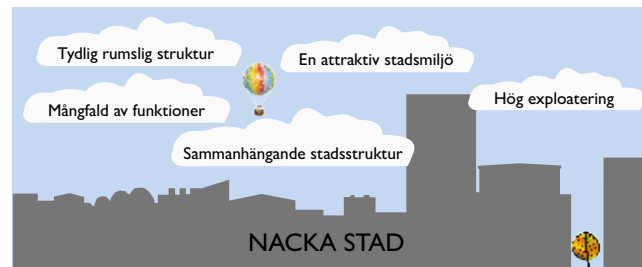 Tydlig rumslig struktur
En attraktiv stadsmiljö
Mångfald av funktioner
Hög exploatering
Sammanhängande stadsstruktur
NACKA STAD